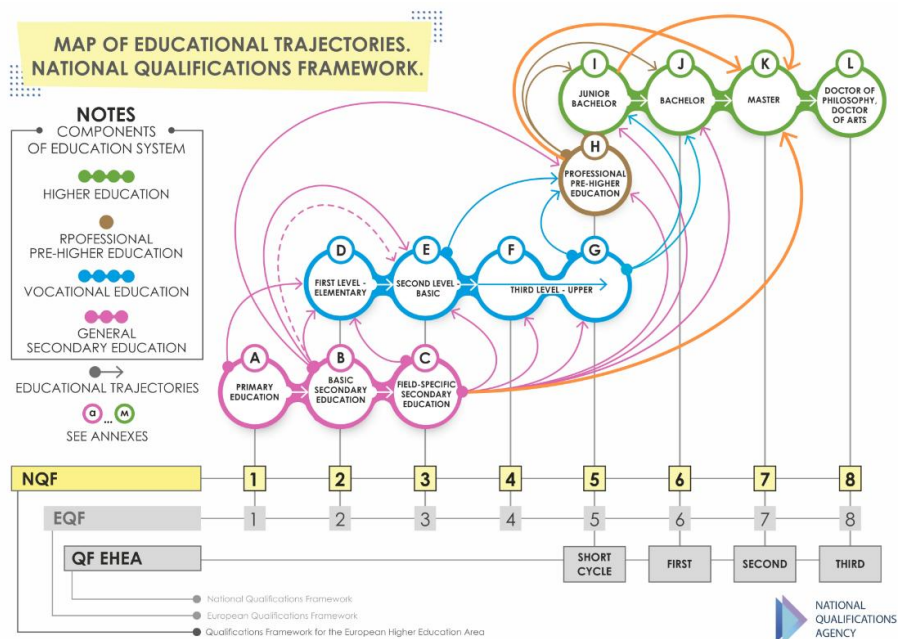 MAP OF EDUCATIONAL TRAJECTORIES.
NATIONAL QUALIFICATIONS FRAMEWORK.
NOTES
COMPONENTS
OF EDUCATION SYSTEM
HIGHER EDUCATION
RPOFESSIONAL
PRE-HIGHER EDUCATION
VOCATIONAL EDUCATION
GENERAL
SECONDARY EDUCATION
EDUCATIONAL TRAJECTORIES
a ... м
SEE ANNEXES
I
JUNIOR
BACHELOR
J
BACHELOR
K
MASTER
L
DOCTOR OF
PHILOSOPHY,
DOCTOR
OF ARTS
H
PROFESSIONAL
PRE-HIGHER
EDUCATION
D
FIRST LEVEL -
ELEMENTARY
E
SECOND LEVEL -
BASIC
F
G
THIRD LEVEL - UPPER
A
PRIMARY
EDUCATION
B
BASIC
SECONDARY
EDUCATION
C
FIELD-SPECIFIC
SECONDARY
EDUCATION
NQF 1 2 3 4 5 6 7 8
EQF 1 2 3 4 5 6 7 8
QF EHEA
SHORT
CYCLE
FIRST
SECOND
THIRD
National Qualifications Framework
European Qualifications Framework
Qualifications Framework for the European Higher Education Area
NATIONAL
QUALIFICATIONS
AGENCY